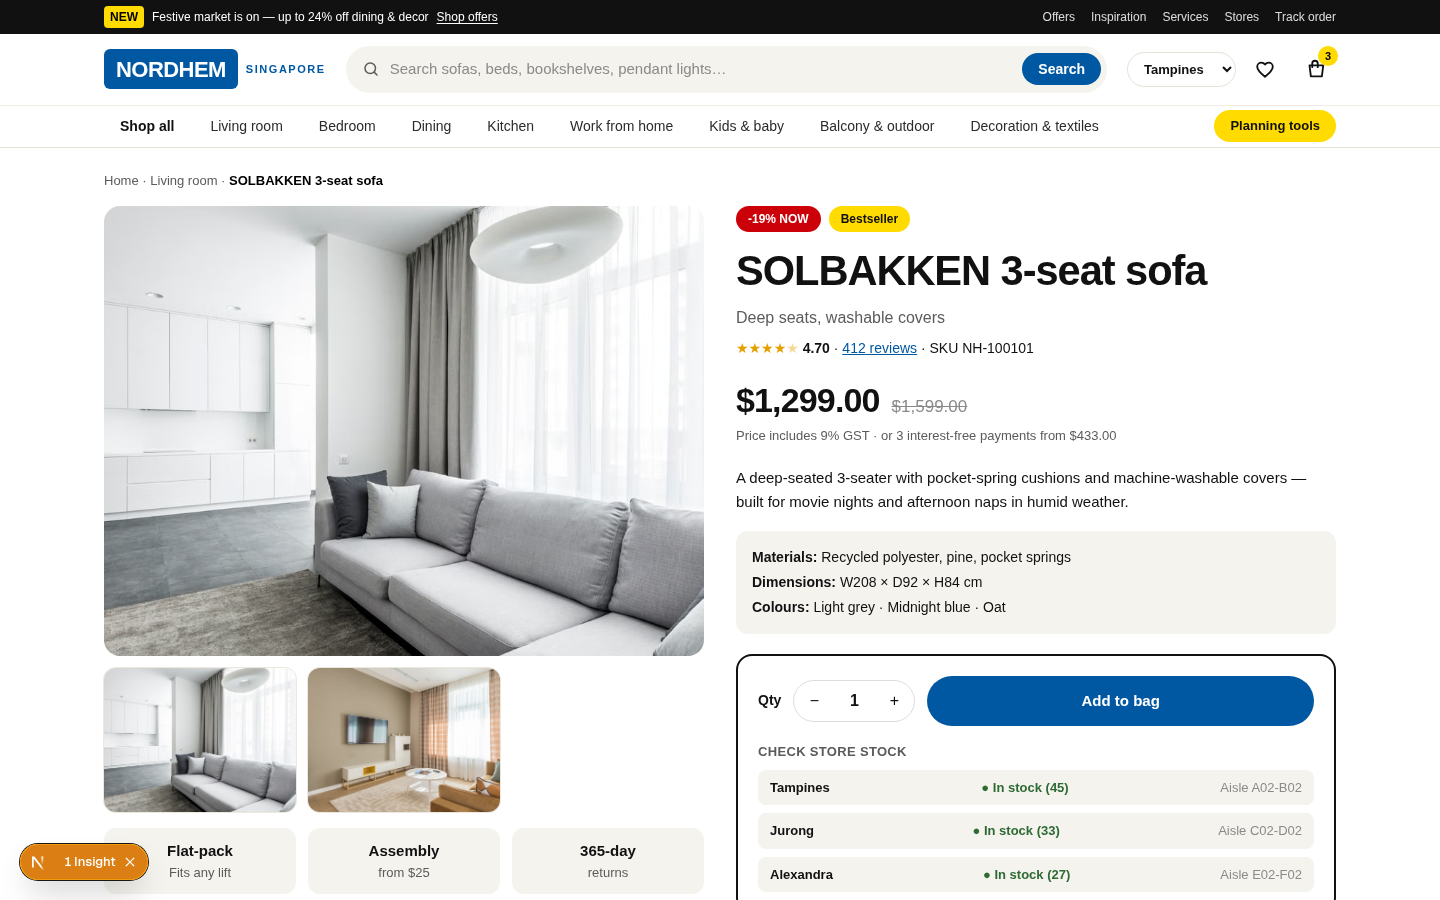 NEW Festive market is on — up to 24% off dining & decor Shop offers
Offers Inspiration Services Stores Track order
NORDHEM SINGAPORE
Search sofas, beds, bookshelves, pendant lights…
Search
Tampines
3
Shop all Living room Bedroom Dining Kitchen Work from home Kids & baby Balcony & outdoor Decoration & textiles
Planning tools
Home · Living room · SOLBAKKEN 3-seat sofa
-19% NOW Bestseller
SOLBAKKEN 3-seat sofa
Deep seats, washable covers
★★★★★ 4.70 · 412 reviews · SKU NH-100101
$1,299.00 $1,599.00
Price includes 9% GST · or 3 interest-free payments from $433.00
A deep-seated 3-seater with pocket-spring cushions and machine-washable covers —
built for movie nights and afternoon naps in humid weather.
Materials: Recycled polyester, pine, pocket springs
Dimensions: W208 × D92 × H84 cm
Colours: Light grey · Midnight blue · Oat
Qty − 1 + Add to bag
CHECK STORE STOCK
Tampines ● In stock (45) Aisle A02-B02
Jurong ● In stock (33) Aisle C02-D02
Alexandra ● In stock (27) Aisle E02-F02
Flat-pack
Fits any lift
Assembly
from $25
365-day
returns
N 1 Insight